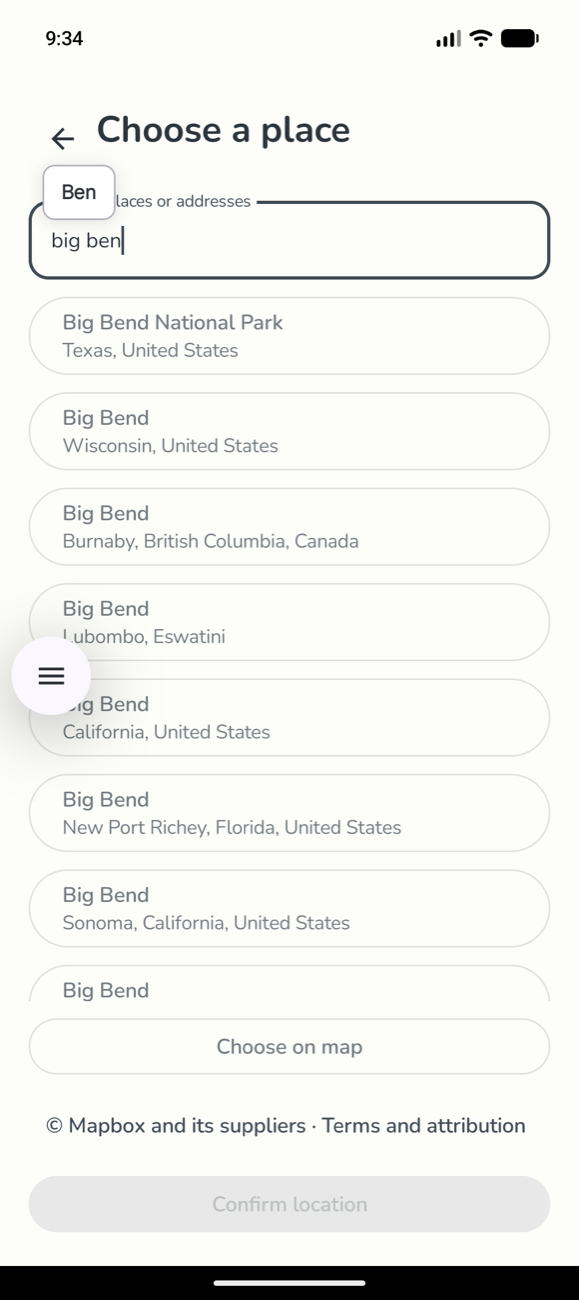 9:34
Choose a place
Ben
laces or addresses
big ben
Big Bend National Park
Texas, United States
Big Bend
Wisconsin, United States
Big Bend
Burnaby, British Columbia, Canada
Big Bend
Lubombo, Eswatini
Big Bend
California, United States
Big Bend
New Port Richey, Florida, United States
Big Bend
Sonoma, California, United States
Big Bend
Choose on map
© Mapbox and its suppliers · Terms and attribution
Confirm location